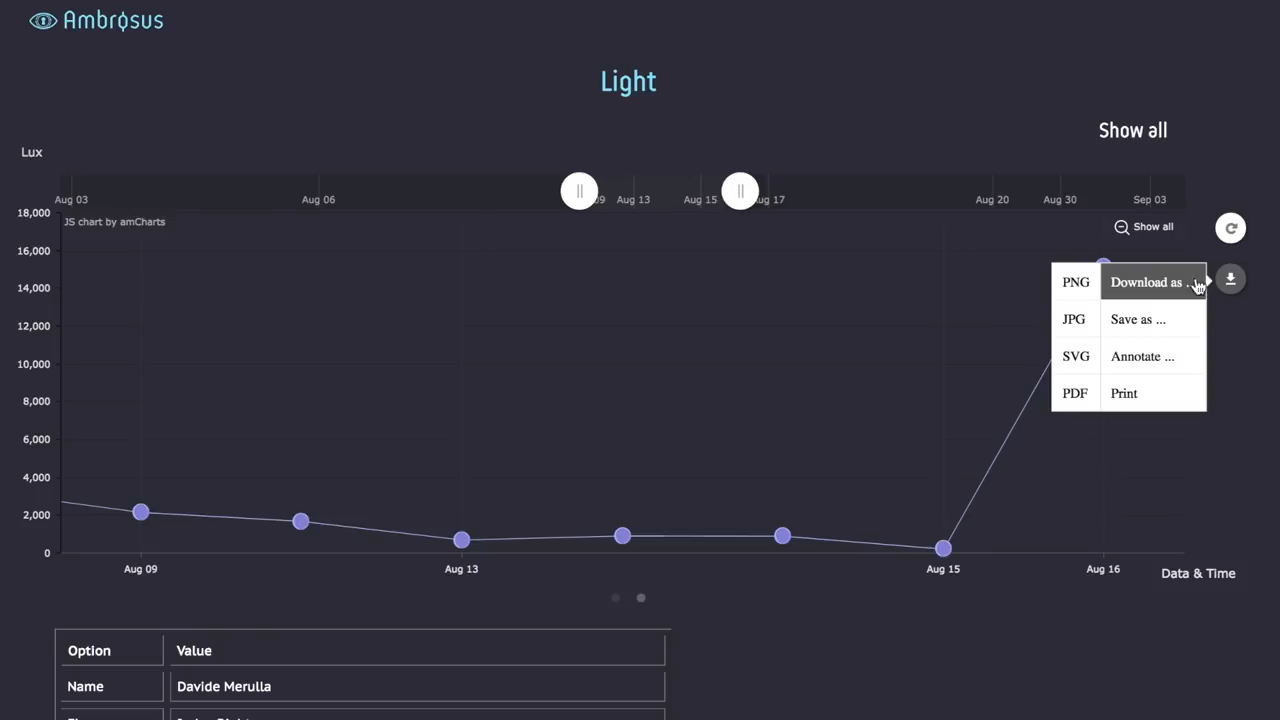 Ambrosus
Light
Show all
Lux
Aug 03 Aug 06 09 Aug 13 Aug 15 ug 17 Aug 20 Aug 30 Sep 03
18,000
JS chart by amCharts
Show all
16,000
14,000
12,000
10,000
8,000
6,000
4,000
2,000
0
PNG Download as ..
JPG Save as ...
SVG Annotate ...
PDF Print
Aug 09 Aug 13 Aug 15 Aug 16
Data & Time
Option Value
Name Davide Merulla